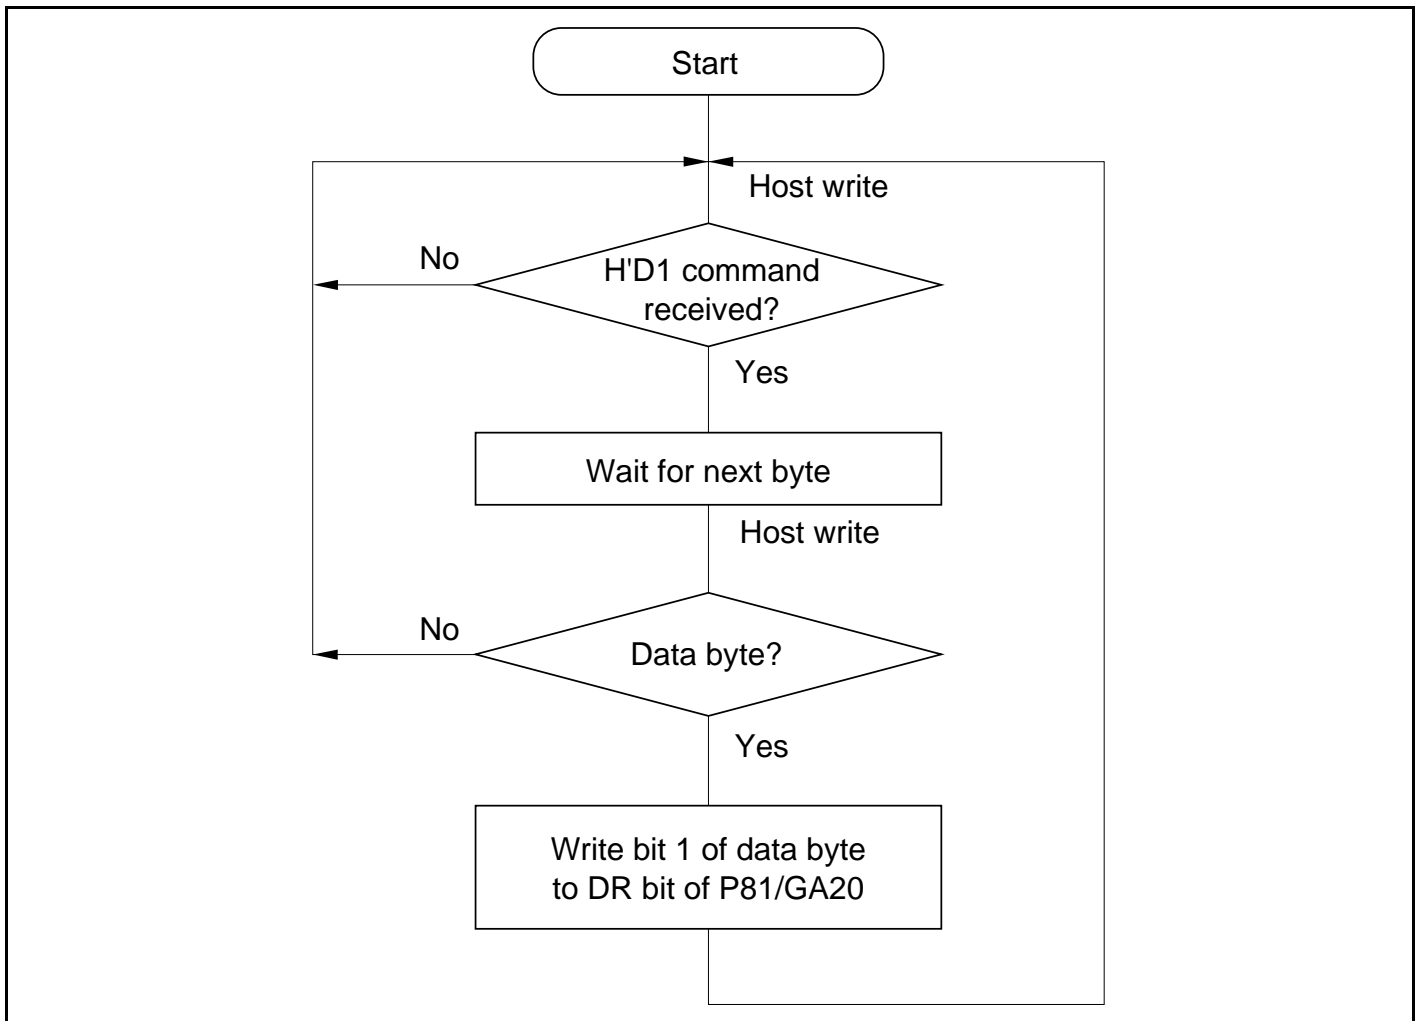 Start
Host write
No
H'D1 command
received?
Yes
Wait for next byte
Host write
No
Data byte?
Yes
Write bit 1 of data byte
to DR bit of P81/GA20